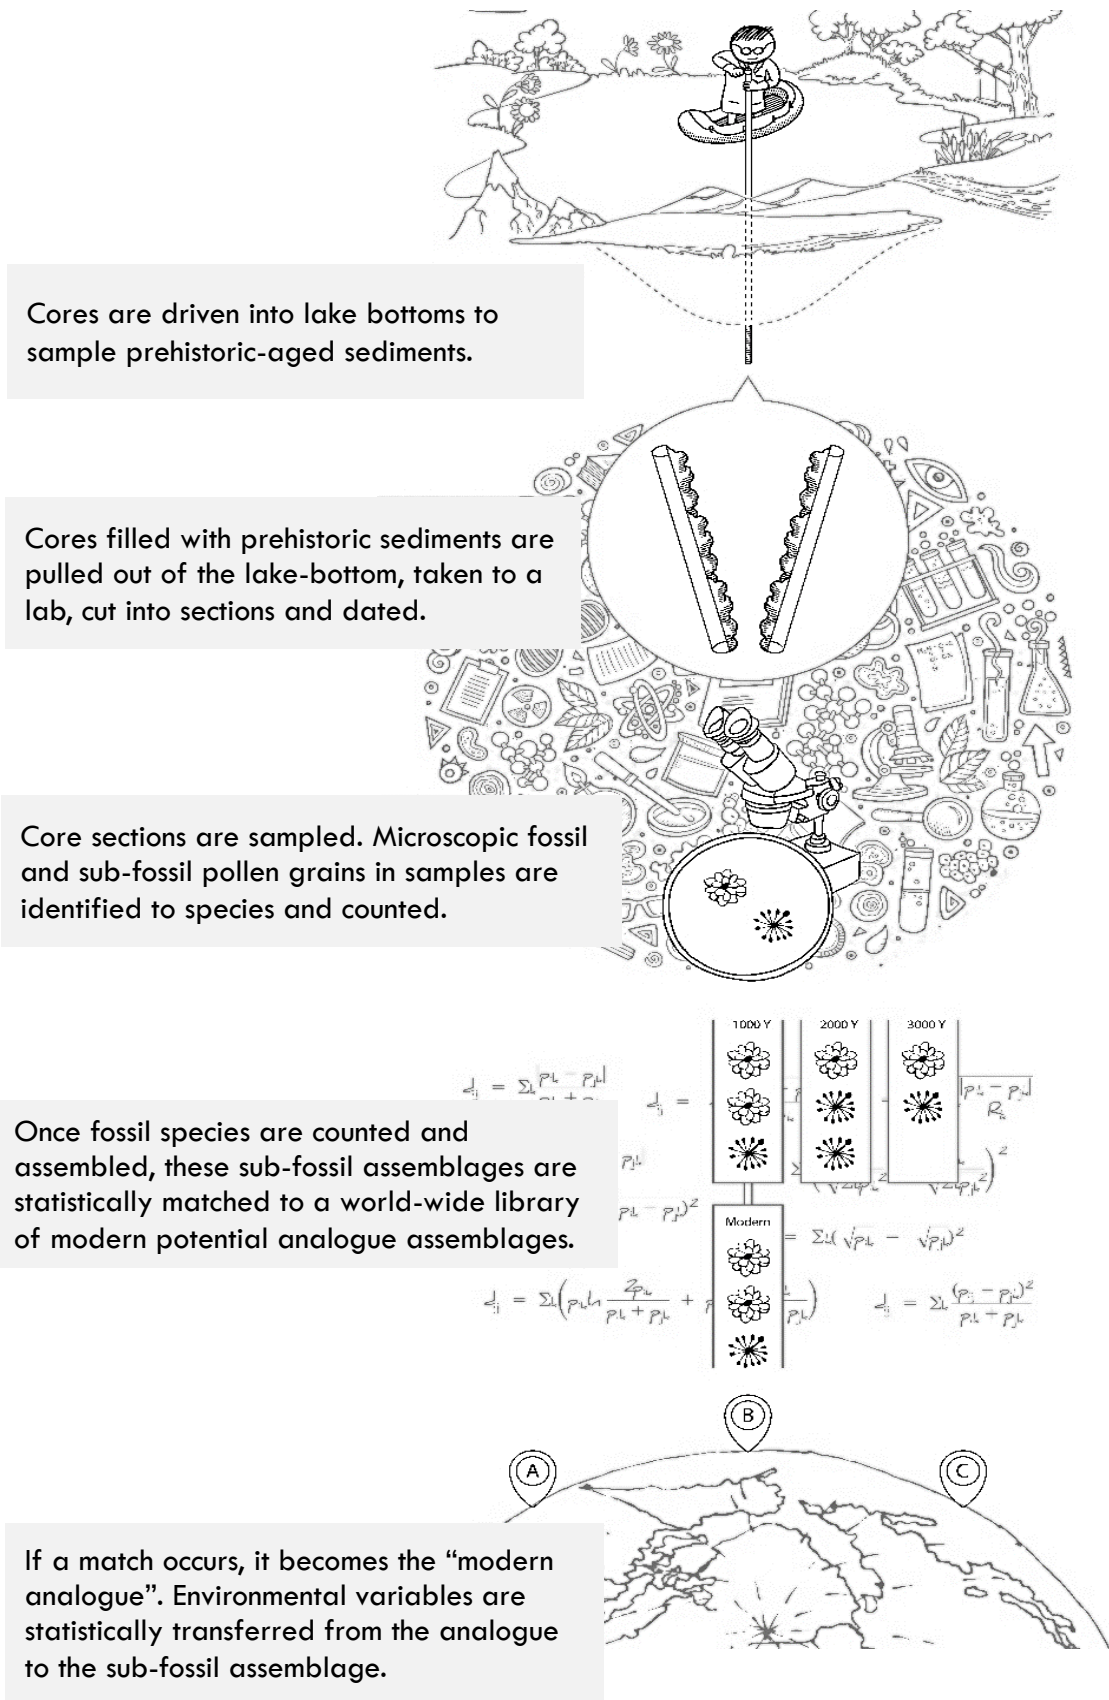 Cores are driven into lake bottoms to
sample prehistoric-aged sediments.
Cores filled with prehistoric sediments are
pulled out of the lake-bottom, taken to a
lab, cut into sections and dated.
Core sections are sampled. Microscopic fossil
and sub-fossil pollen grains in samples are
identified to species and counted.
1000 Y
2000 Y
3000 Y
Once fossil species are counted and
assembled, these sub-fossil assemblages are
statistically matched to a world-wide library
of modern potential analogue assemblages.
Modern
A
B
C
If a match occurs, it becomes the “modern
analogue”. Environmental variables are
statistically transferred from the analogue
to the sub-fossil assemblage.